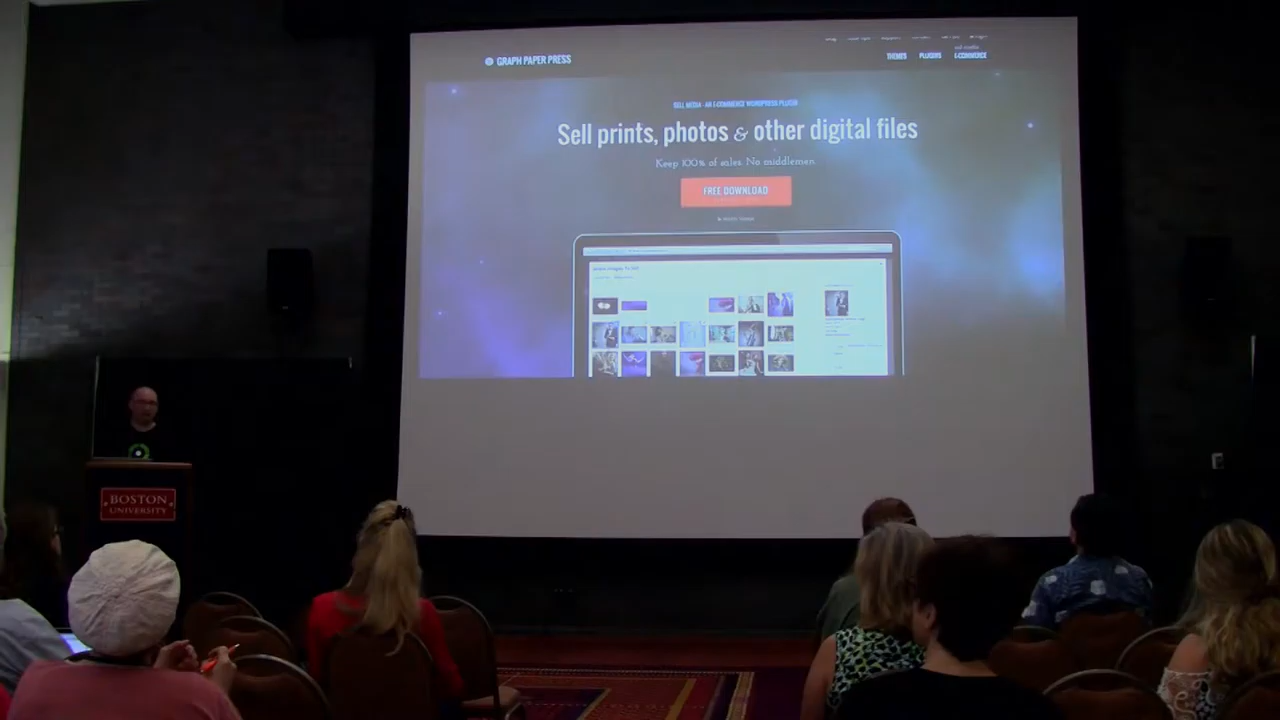 GRAPH PAPER PRESS
THEMES PLUGINS E-COMMERCE
SELL MEDIA - AN E-COMMERCE WORDPRESS PLUGIN
Sell prints, photos & other digital files
Keep 100% of sales. No middlemen.
FREE DOWNLOAD
BOSTON
UNIVERSITY